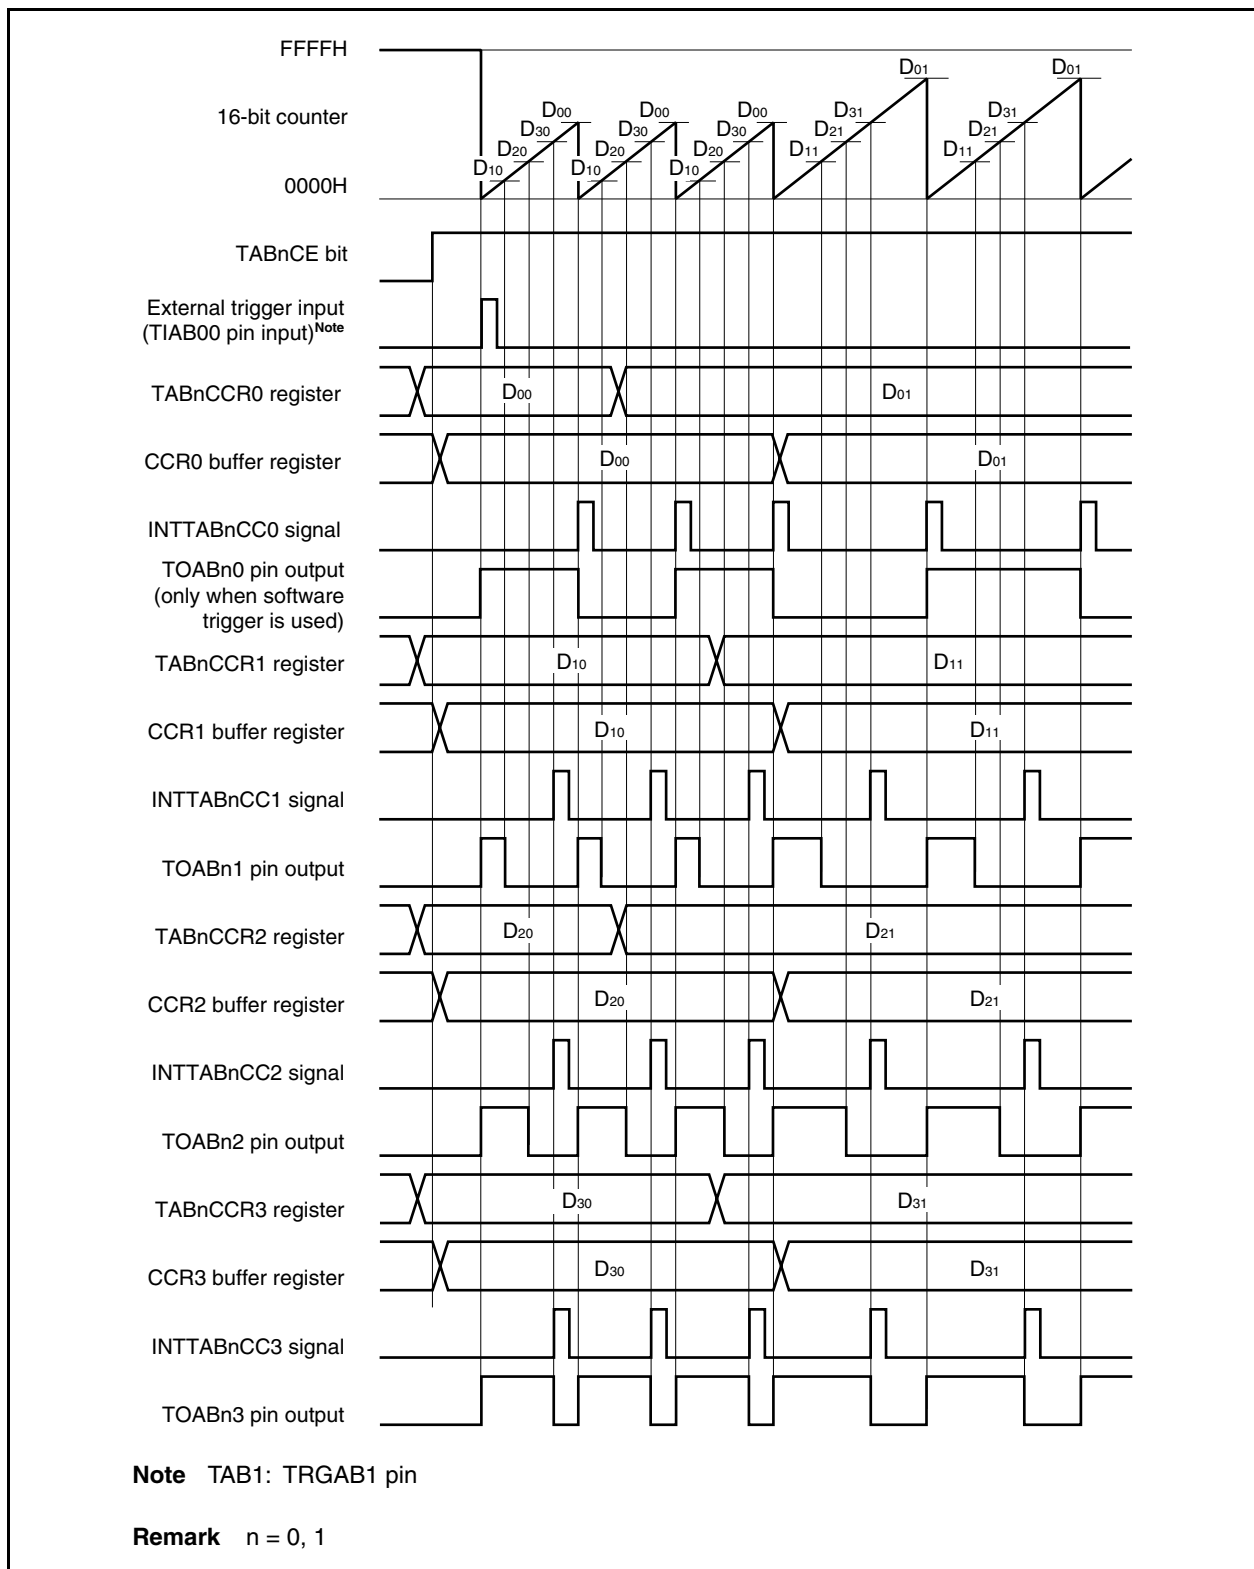 FFFFH
D01 D01
16-bit counter
D00 D00 D00 D31 D31
D30 D30 D30 D21 D21
D20 D20 D20 D11 D11
D10 D10 D10
0000H
TABnCE bit
External trigger input
(TIAB00 pin input)Note
TABnCCR0 register D00 D01
CCR0 buffer register D00 D01
INTTABnCC0 signal
TOABn0 pin output
(only when software
trigger is used)
TABnCCR1 register D10 D11
CCR1 buffer register D10 D11
INTTABnCC1 signal
TOABn1 pin output
TABnCCR2 register D20 D21
CCR2 buffer register D20 D21
INTTABnCC2 signal
TOABn2 pin output
TABnCCR3 register D30 D31
CCR3 buffer register D30 D31
INTTABnCC3 signal
TOABn3 pin output
Note TAB1: TRGAB1 pin
Remark n = 0, 1